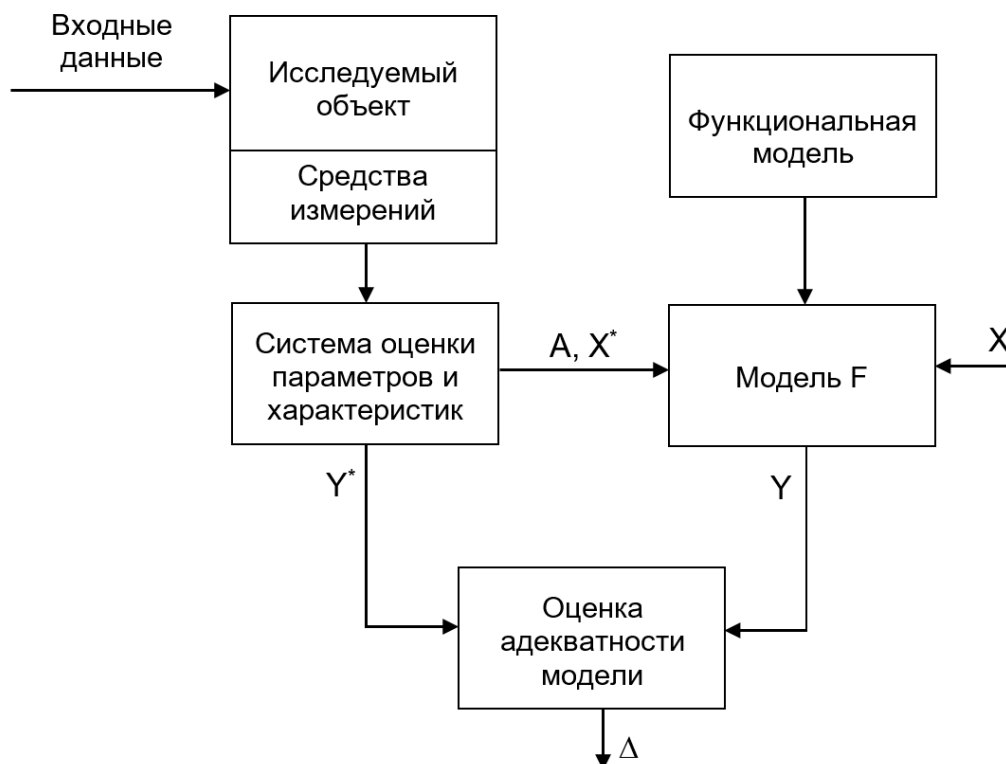 Входные
данные
Исследуемый
объект
Средства
измерений
Функциональная
модель
Система оценки
параметров и
характеристик
A, X*
Модель F
X
Y*
Y
Оценка
адекватности
модели
Δ